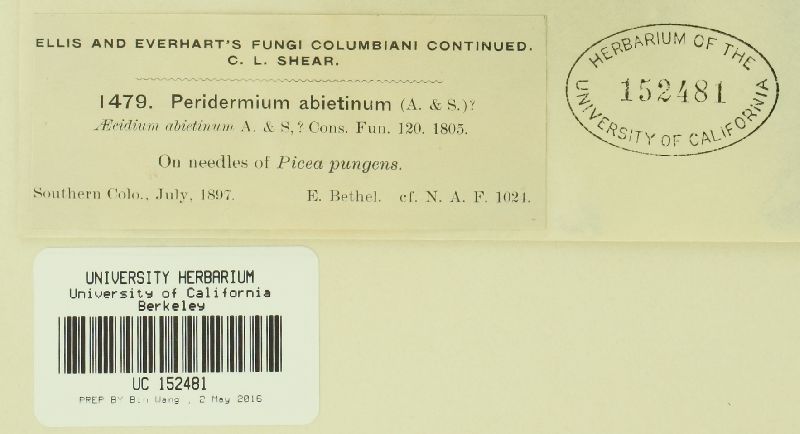 ELLIS AND EVERHART'S FUNGI COLUMBIANI CONTINUED.
C. L. SHEAR.
1479. Peridermium abietinum (A. & S.)?
Æcidium abietinum A. & S,? Cons. Fun. 120. 1805.
On needles of Picea pungens.
Southern Colo., July, 1897. E. Bethel. cf. N. A. F. 1024.
HERBARIUM OF THE
152481
UNIVERSITY OF CALIFORNIA
UNIVERSITY HERBARIUM
University of California
Berkeley
UC 152481
PREP BY Wang , 2 May 2016